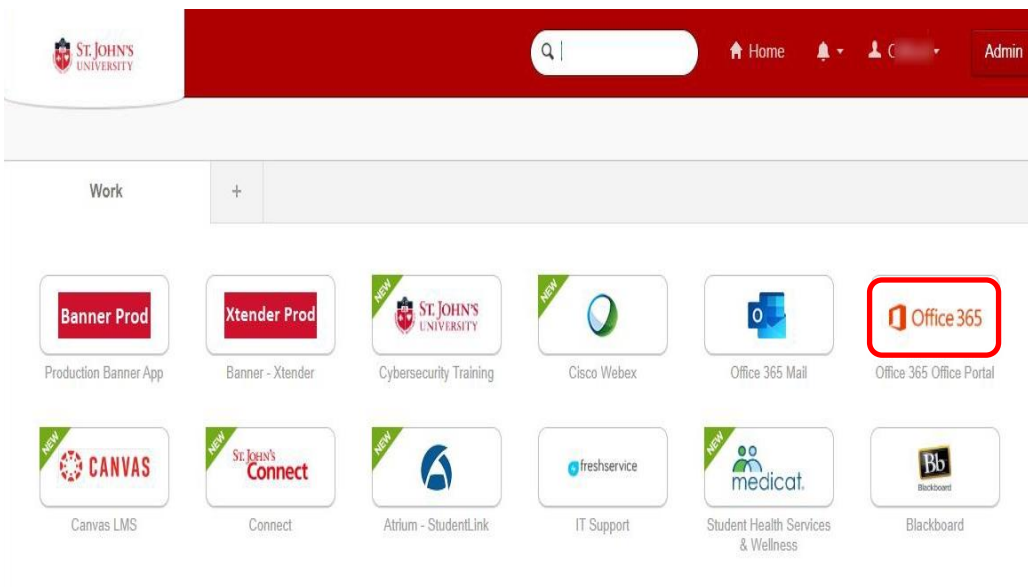 ST. JOHN'S
UNIVERSITY
Home
C
Admin
Work
+
Banner Prod
Xtender Prod
NEW
ST. JOHN'S
UNIVERSITY
NEW
Office 365
Production Banner App
Banner - Xtender
Cybersecurity Training
Cisco Webex
Office 365 Mail
Office 365 Office Portal
NEW
CANVAS
NEW
ST. JOHN'S
Connect
NEW
freshservice
NEW
medicat.
Bb
Blackboard
Canvas LMS
Connect
Atrium - StudentLink
IT Support
Student Health Services
& Wellness
Blackboard